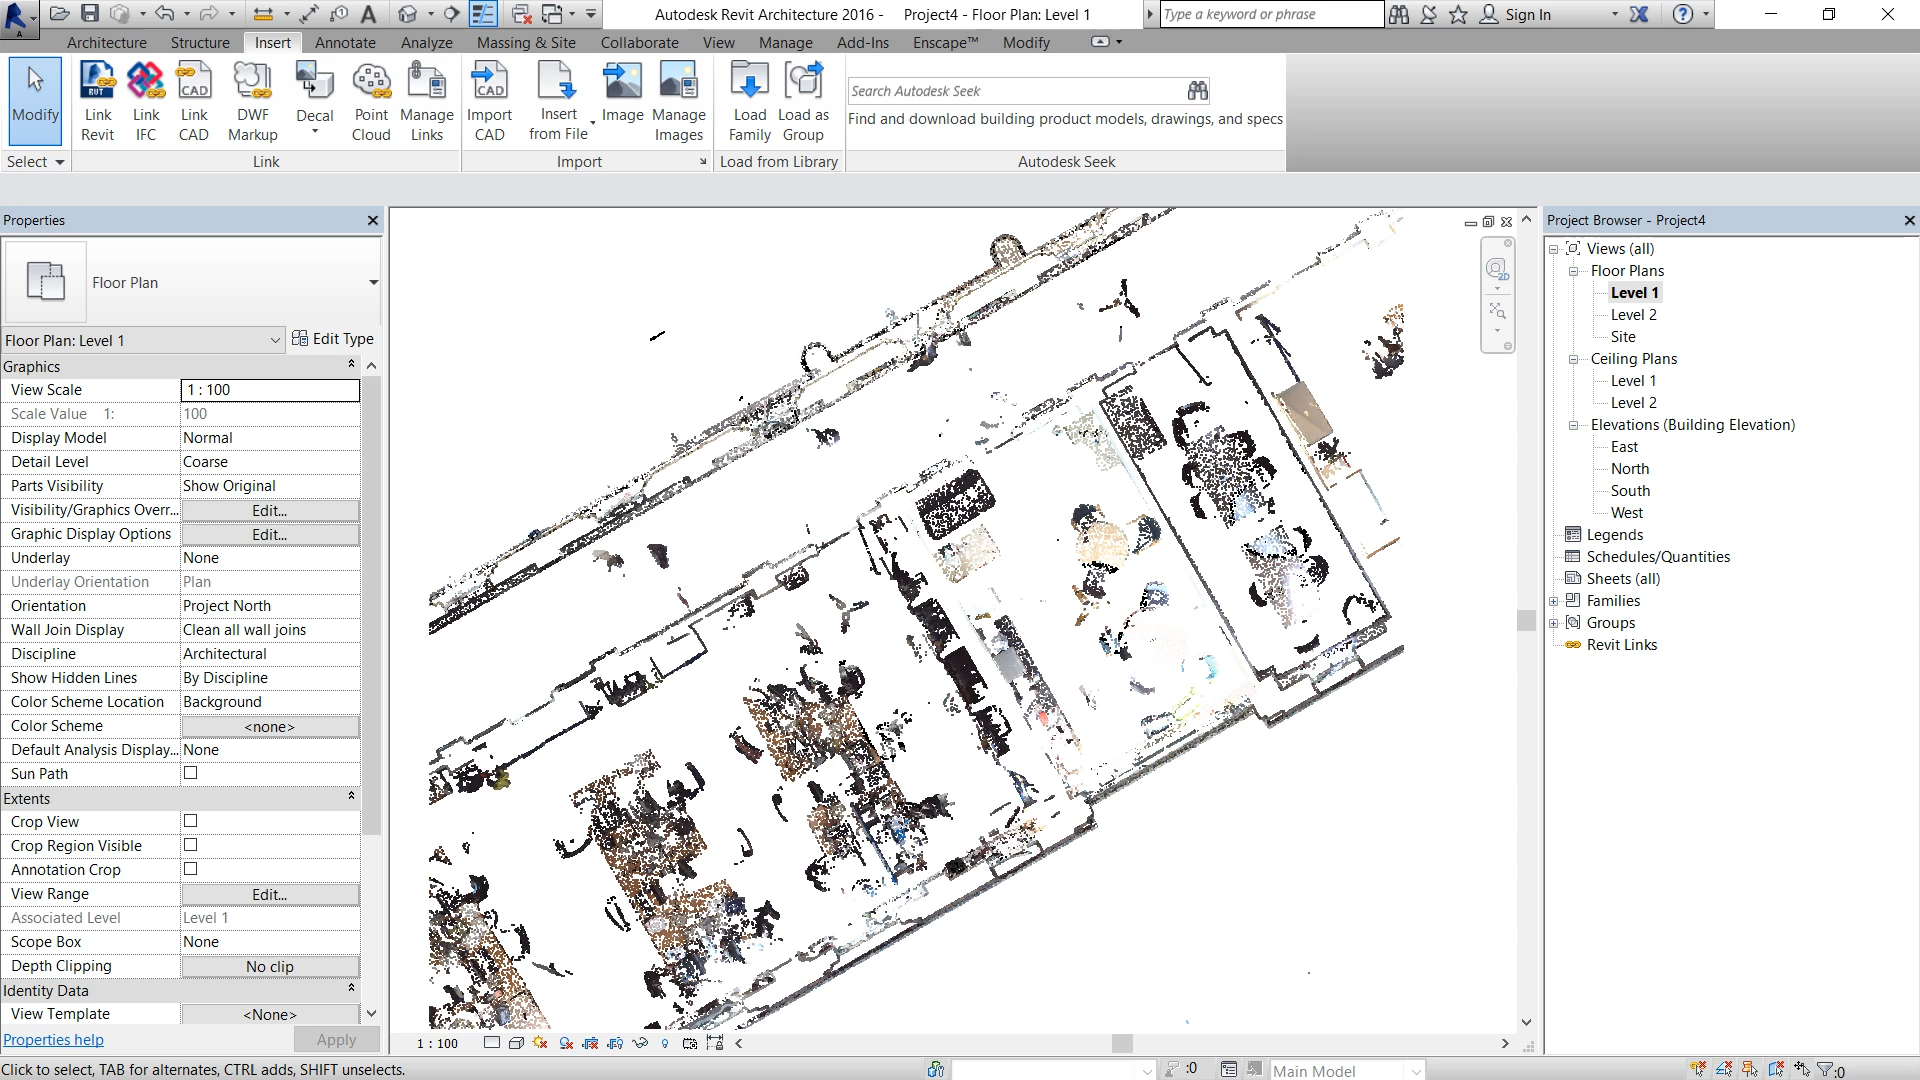 Autodesk Revit Architecture 2016 - Project4 - Floor Plan: Level 1
Type a keyword or phrase
Sign In
Architecture Structure Insert Annotate Analyze Massing & Site Collaborate View Manage Add-Ins Enscape™ Modify
Modify
Link Revit
Link IFC
Link CAD
DWF Markup
Decal
Point Cloud
Manage Links
Import CAD
Insert from File
Image
Manage Images
Load Family
Load as Group
Search Autodesk Seek
Find and download building product models, drawings, and specs
Select
Link
Import
Load from Library
Autodesk Seek
Properties
Floor Plan
Floor Plan: Level 1
Edit Type
Graphics
View Scale 1 : 100
Scale Value 1: 100
Display Model Normal
Detail Level Coarse
Parts Visibility Show Original
Visibility/Graphics Overr... Edit...
Graphic Display Options Edit...
Underlay None
Underlay Orientation Plan
Orientation Project North
Wall Join Display Clean all wall joins
Discipline Architectural
Show Hidden Lines By Discipline
Color Scheme Location Background
Color Scheme <none>
Default Analysis Display... None
Sun Path
Extents
Crop View
Crop Region Visible
Annotation Crop
View Range Edit...
Associated Level Level 1
Scope Box None
Depth Clipping No clip
Identity Data
View Template <None>
Properties help
Apply
2D
1 : 100
Project Browser - Project4
Views (all)
Floor Plans
Level 1
Level 2
Site
Ceiling Plans
Level 1
Level 2
Elevations (Building Elevation)
East
North
South
West
Legends
Schedules/Quantities
Sheets (all)
Families
Groups
Revit Links
Click to select, TAB for alternates, CTRL adds, SHIFT unselects.
:0
Main Model
:0